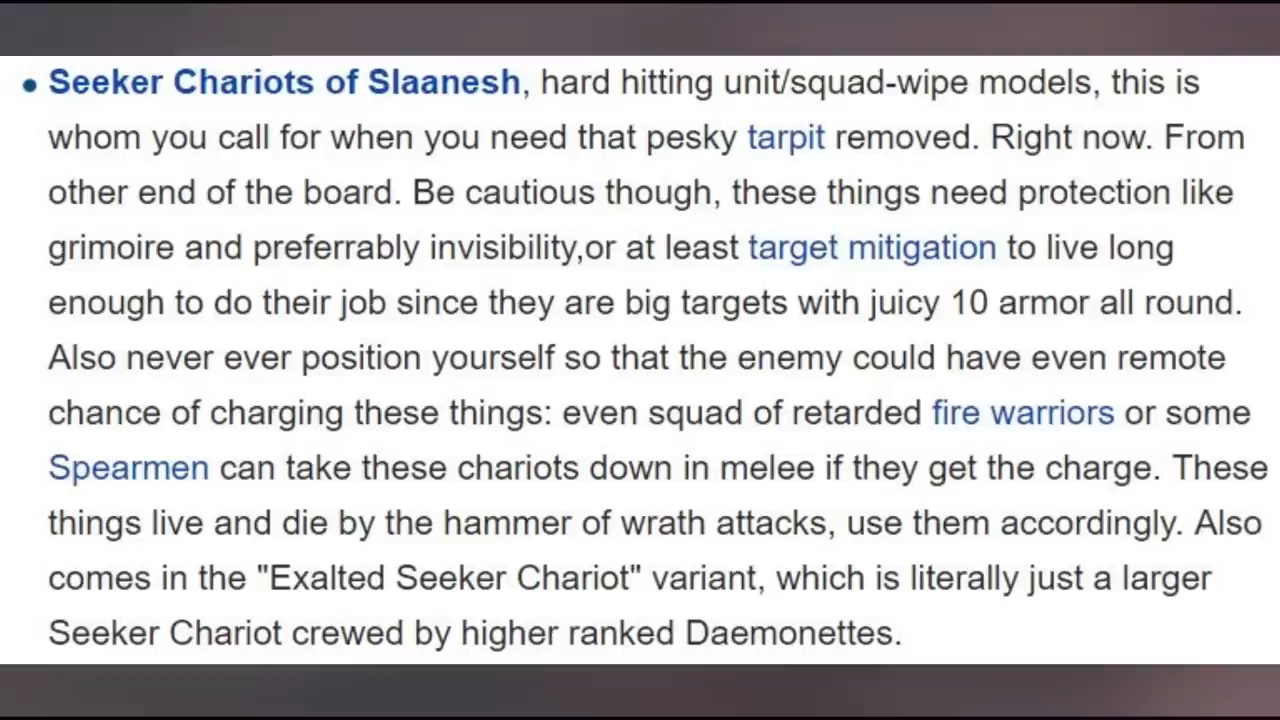 • Seeker Chariots of Slaanesh, hard hitting unit/squad-wipe models, this is
whom you call for when you need that pesky tarpit removed. Right now. From
other end of the board. Be cautious though, these things need protection like
grimoire and preferrably invisibility,or at least target mitigation to live long
enough to do their job since they are big targets with juicy 10 armor all round.
Also never ever position yourself so that the enemy could have even remote
chance of charging these things: even squad of retarded fire warriors or some
Spearmen can take these chariots down in melee if they get the charge. These
things live and die by the hammer of wrath attacks, use them accordingly. Also
comes in the "Exalted Seeker Chariot" variant, which is literally just a larger
Seeker Chariot crewed by higher ranked Daemonettes.